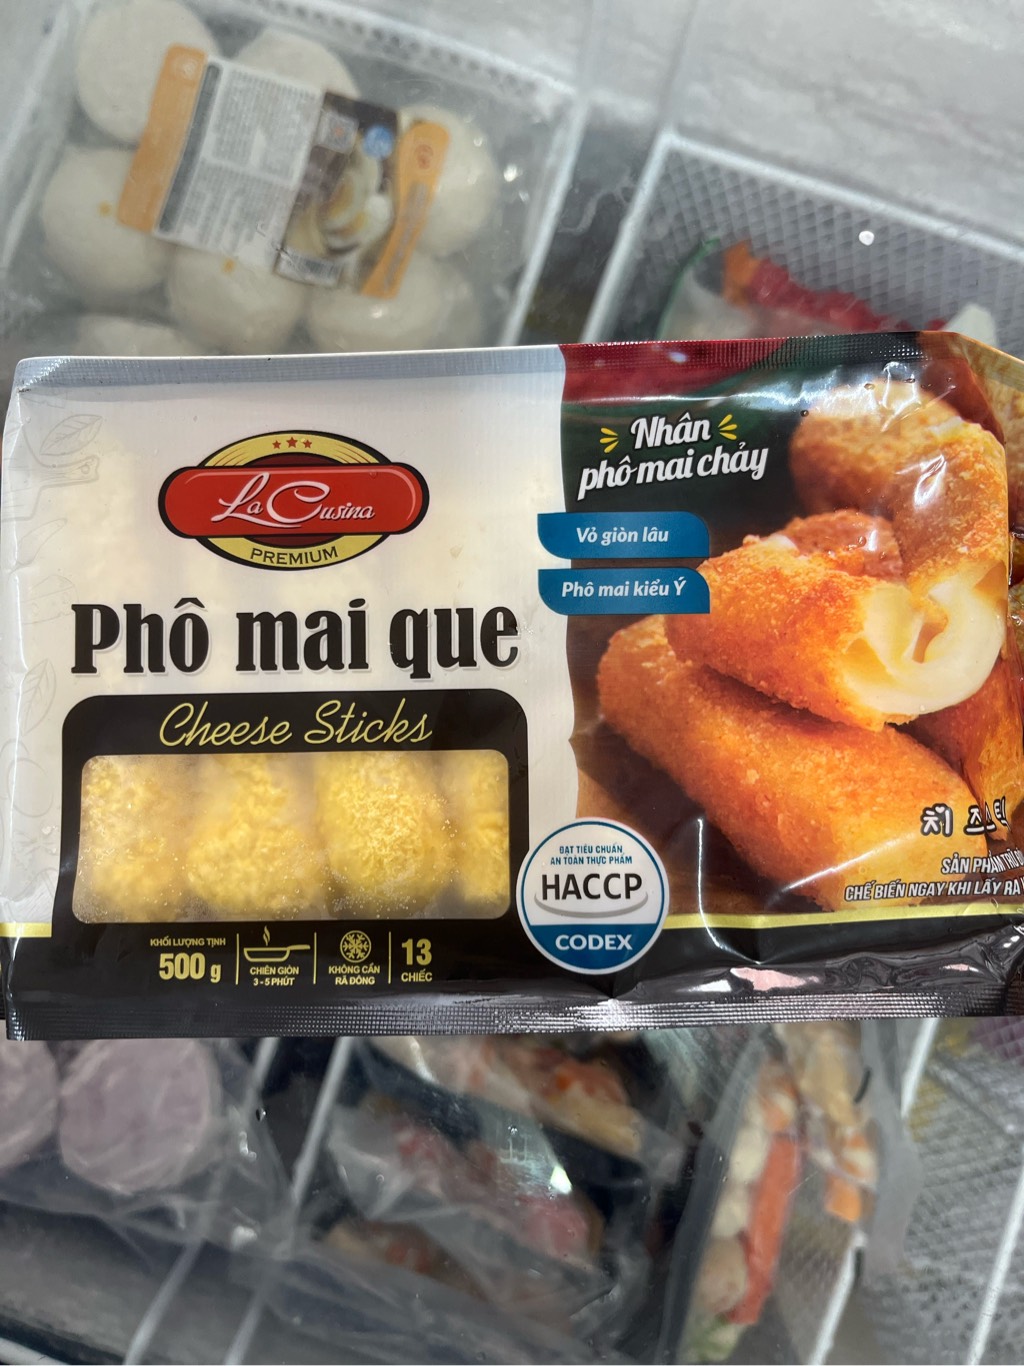 La Cusina
PREMIUM
Phô mai que
Cheese Sticks
KHỐI LƯỢNG TỊNH
500 g
CHIÊN GIÒN
3-5 PHÚT
KHÔNG CẦN
RÃ ĐÔNG
13
CHIẾC
Nhân
phô mai chảy
Vỏ giòn lâu
Phô mai kiểu Ý
ĐẠT TIÊU CHUẨN
AN TOÀN THỰC PHẨM
HACCP
CODEX
치즈스틱
SẢN PHẨM
CHẾ BIẾN NGAY KHI LẤY RA